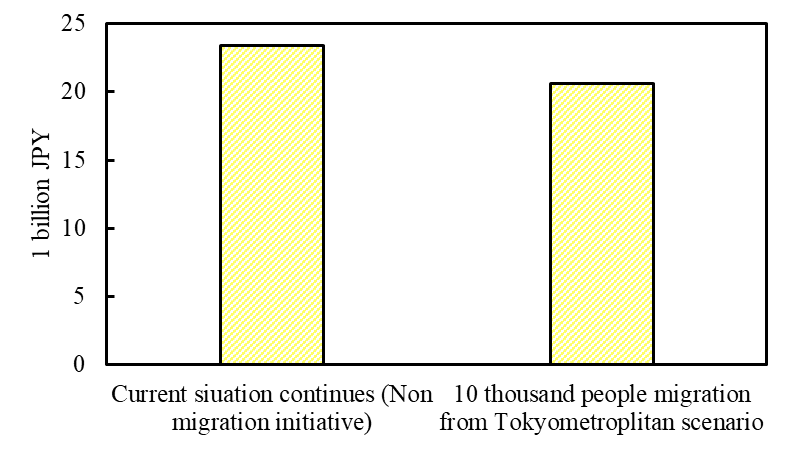 25
20
15
10
5
0
1 billion JPY
Current siuation continues (Non
migration initiative)
10 thousand people migration
from Tokyometroplitan scenario